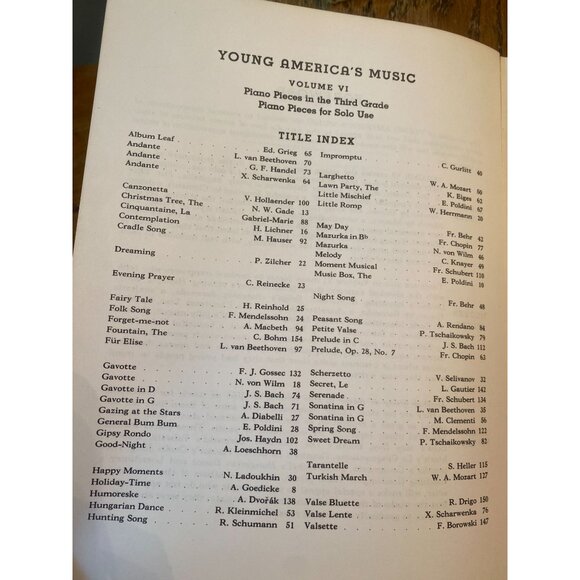 YOUNG AMERICA'S MUSIC
VOLUME VI
Piano Pieces in the Third Grade
Piano Pieces for Solo Use
TITLE INDEX
Album Leaf Ed. Grieg 65
Andante L. van Beethoven 70
Andante G. F. Handel 73
Andante X. Scharwenka 64
Canzonetta V. Hollaender 100
Christmas Tree, The N. W. Gade 13
Cinquantaine, La Gabriel-Marie 88
Contemplation H. Lichner 16
Cradle Song M. Hauser 92
Dreaming P. Zilcher 22
Evening Prayer C. Reinecke 23
Fairy Tale H. Reinhold 25
Folk Song F. Mendelssohn 24
Forget-me-not A. Macbeth 94
Fountain, The C. Bohm 154
Für Elise L. van Beethoven 97
Gavotte F. J. Gossec 132
Gavotte N. von Wilm 18
Gavotte in D J. S. Bach 74
Gavotte in G J. S. Bach 71
Gazing at the Stars A. Diabelli 27
General Bum Bum E. Poldini 28
Gipsy Rondo Jos. Haydn 102
Good-Night A. Loeschhorn 38
Happy Moments N. Ladoukhin 30
Holiday-Time A. Goedicke 8
Humoreske A. Dvořák 138
Hungarian Dance R. Kleinmichel 53
Hunting Song R. Schumann 51
Impromptu C. Gurlitt 40
Larghetto W. A. Mozart 50
Lawn Party, The K. Eiges
Little Mischief E. Poldini 67
Little Romp W. Herrmann 20
May Day Fr. Behr 42
Mazurka in B♭ Fr. Chopin 77
Mazurka N. von Wilm 46
Melody C. Knayer 49
Moment Musical Fr. Schubert 110
Music Box, The E. Poldini 10
Night Song Fr. Behr 48
Peasant Song A. Rendano 84
Petite Valse P. Tschaikowsky 79
Prelude in C J. S. Bach 112
Prelude, Op. 28, No. 7 Fr. Chopin 63
Scherzetto V. Selivanov 32
Secret, Le L. Gautier 142
Serenade Fr. Schubert 134
Sonatina in G L. van Beethoven 35
Sonatina in G M. Clementi 56
Spring Song F. Mendelssohn 122
Sweet Dream P. Tschaikowsky 82
Tarantelle S. Heller 115
Turkish March W. A. Mozart 127
Valse Bluette R. Drigo 150
Valse Lente X. Scharwenka 76
Valsette F. Borowski 147